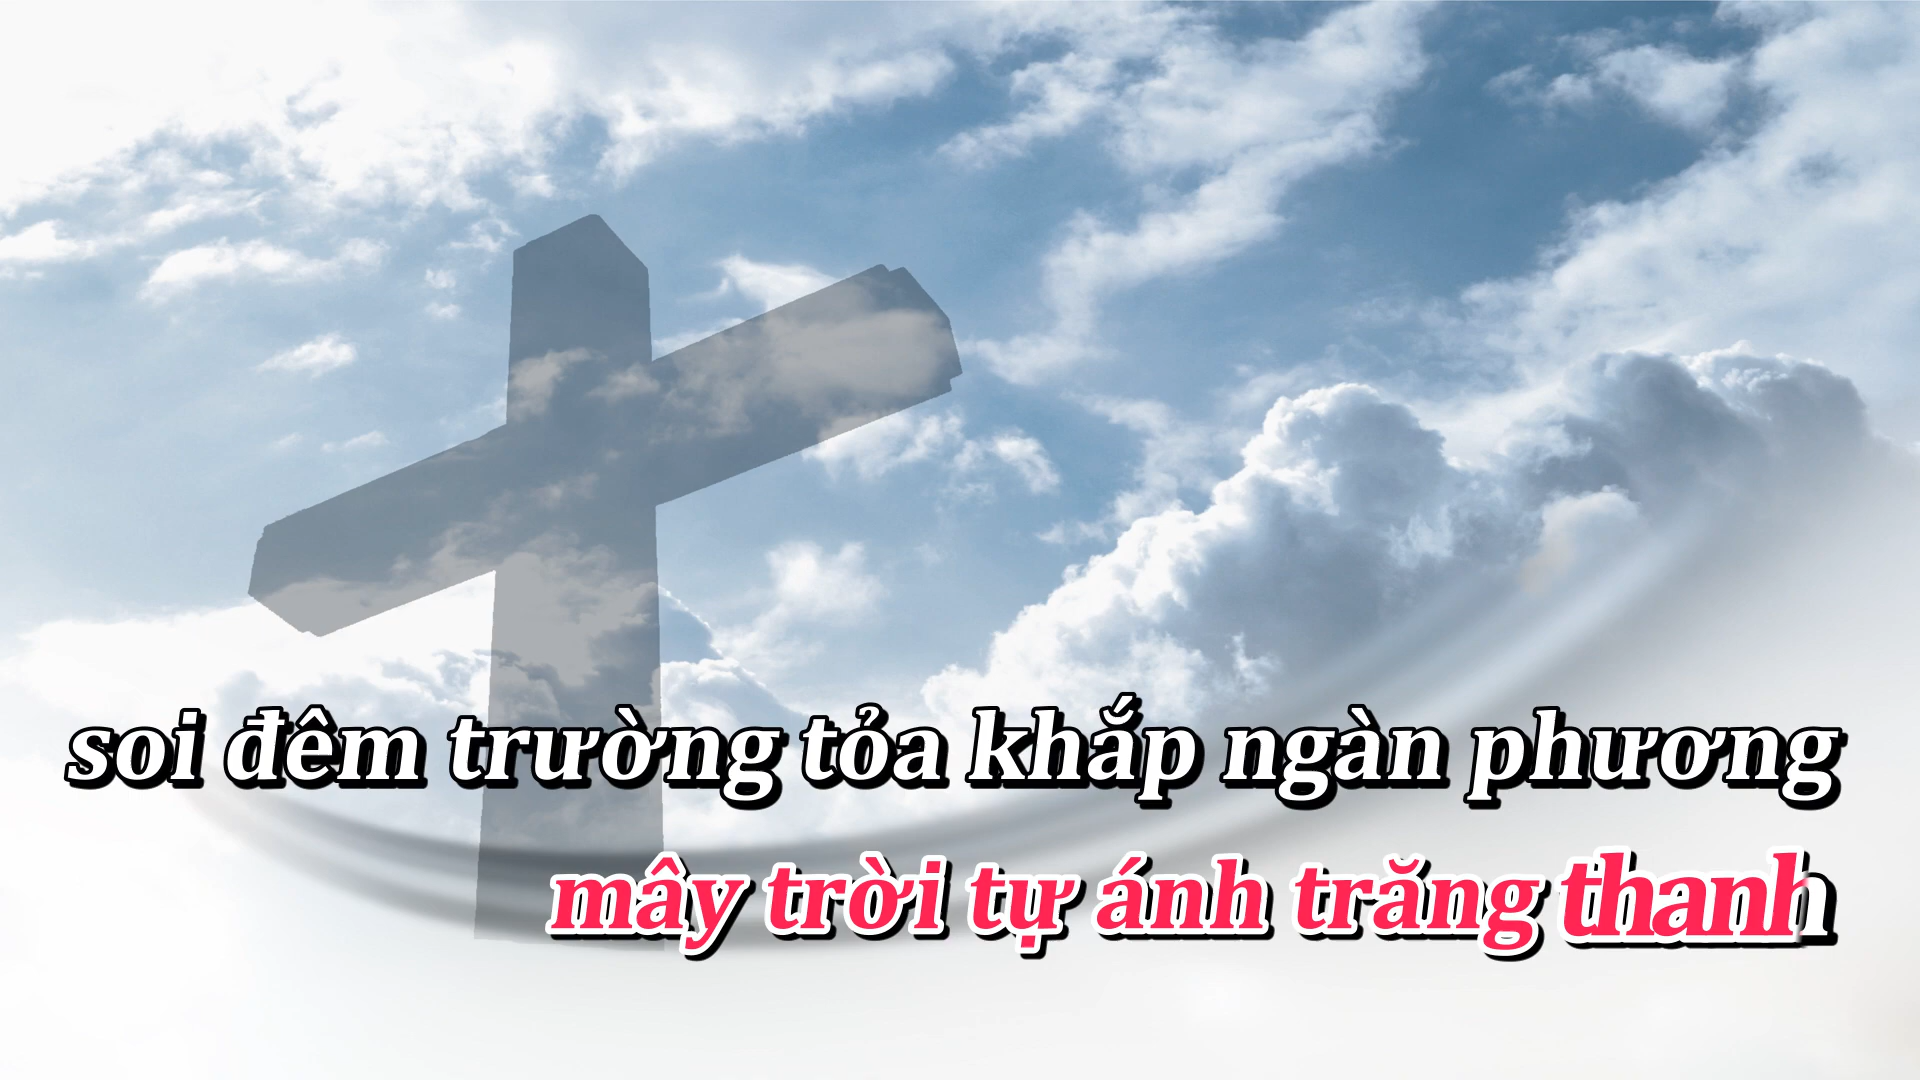 soi đêm trường tỏa khắp ngàn phương
mây trời tự ánh trăng thanh